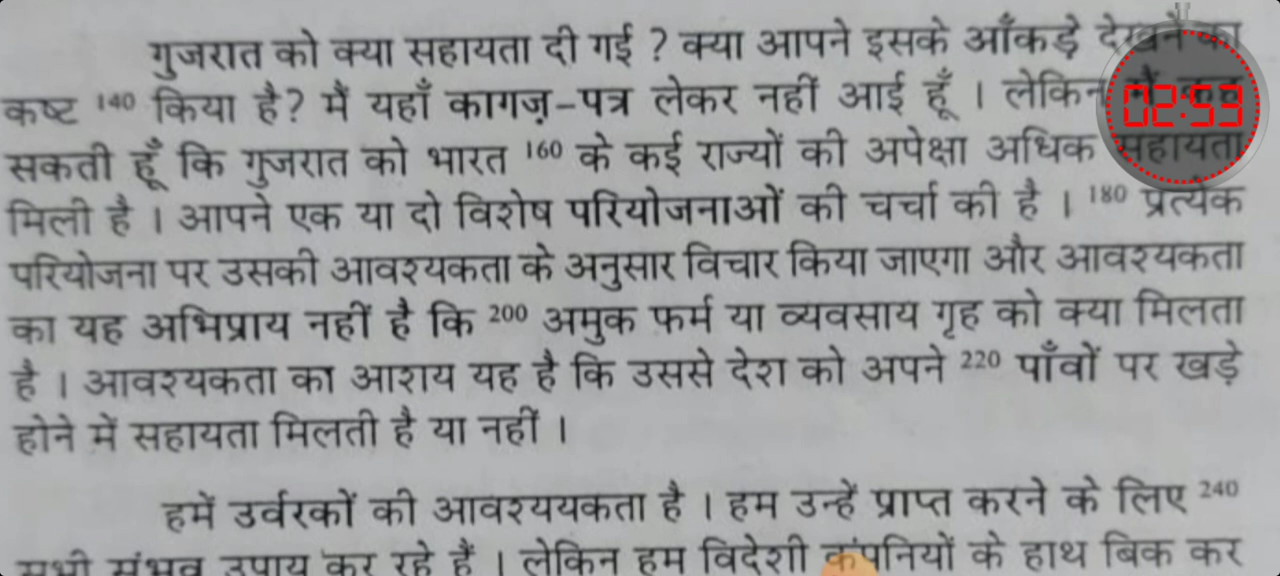 गुजरात को क्या सहायता दी गई ? क्या आपने इसके आँकड़े देखने का
कष्ट 140 किया है? मैं यहाँ कागज़-पत्र लेकर नहीं आई हूँ । लेकिन मैं कह
02:53
सकती हूँ कि गुजरात को भारत 160 के कई राज्यों की अपेक्षा अधिक सहायता
मिली है । आपने एक या दो विशेष परियोजनाओं की चर्चा की है । 180 प्रत्येक
परियोजना पर उसकी आवश्यकता के अनुसार विचार किया जाएगा और आवश्यकता
का यह अभिप्राय नहीं है कि 200 अमुक फर्म या व्यवसाय गृह को क्या मिलता
है । आवश्यकता का आशय यह है कि उससे देश को अपने 220 पाँवों पर खड़े
होने में सहायता मिलती है या नहीं ।
हमें उर्वरकों की आवश्ययकता है । हम उन्हें प्राप्त करने के लिए 240
सभी संभव उपाय कर रहे हैं । लेकिन हम विदेशी कंपनियों के हाथ बिक कर